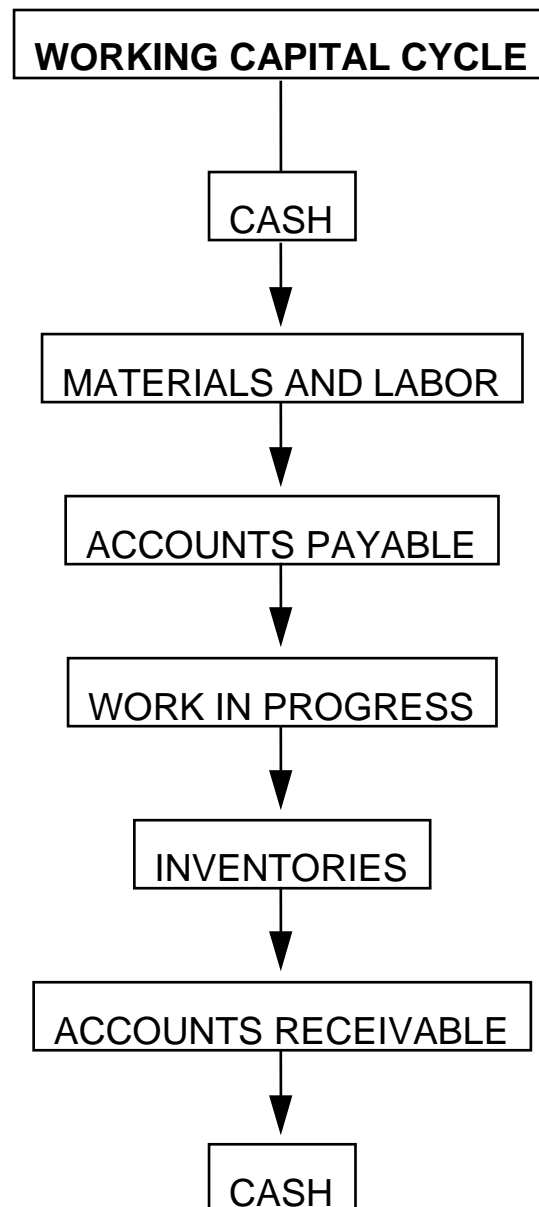 WORKING CAPITAL CYCLE
CASH
MATERIALS AND LABOR
ACCOUNTS PAYABLE
WORK IN PROGRESS
INVENTORIES
ACCOUNTS RECEIVABLE
CASH